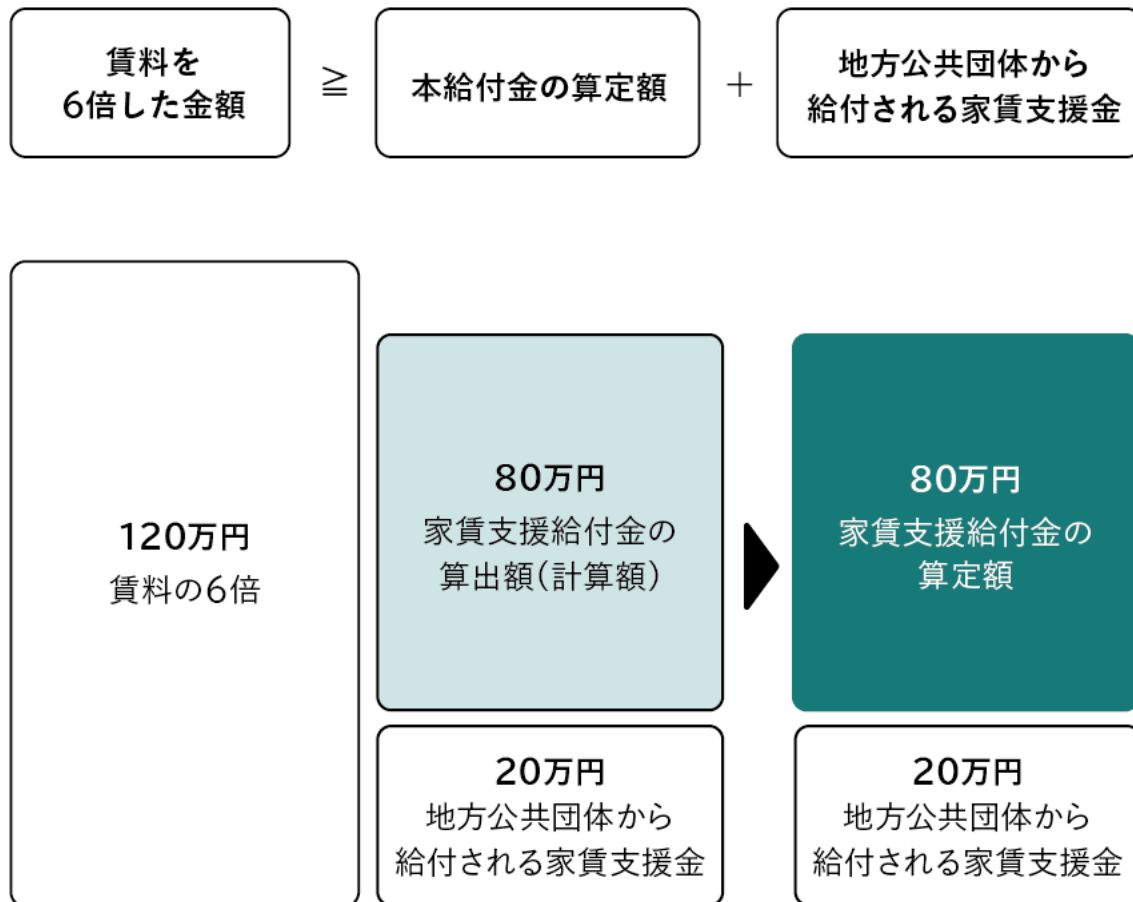 賃料を
6倍した金額
≧
本給付金の算定額
+
地方公共団体から
給付される家賃支援金
120万円
賃料の6倍
80万円
家賃支援給付金の
算出額(計算額)
20万円
地方公共団体から
給付される家賃支援金
80万円
家賃支援給付金の
算定額
20万円
地方公共団体から
給付される家賃支援金